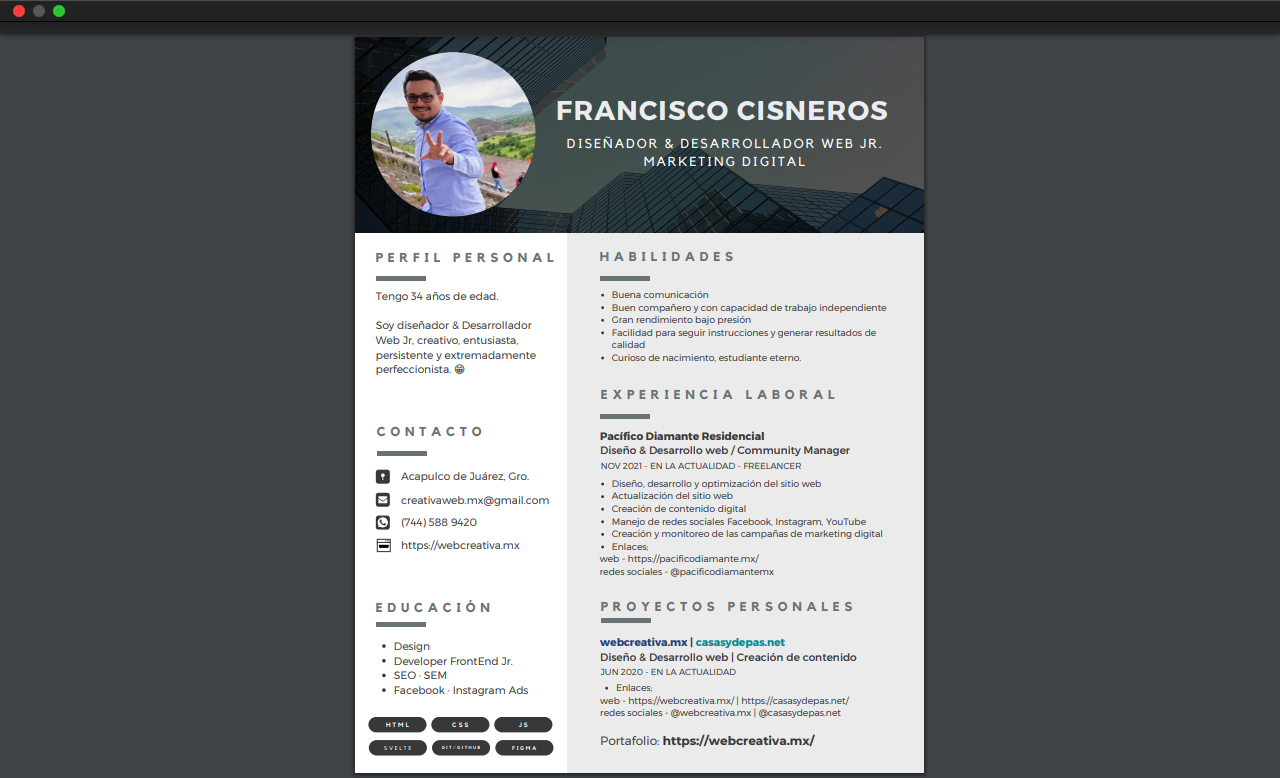 FRANCISCO CISNEROS
DISEÑADOR & DESARROLLADOR WEB JR.
MARKETING DIGITAL
PERFIL PERSONAL
Tengo 34 años de edad.
Soy diseñador & Desarrollador
Web Jr, creativo, entusiasta,
persistente y extremadamente
perfeccionista. 😁
CONTACTO
Acapulco de Juárez, Gro.
creativaweb.mx@gmail.com
(744) 588 9420
https://webcreativa.mx
EDUCACIÓN
• Design
• Developer FrontEnd Jr.
• SEO · SEM
• Facebook · Instagram Ads
HTML CSS JS
SVELTE GIT/GITHUB FIGMA
HABILIDADES
• Buena comunicación
• Buen compañero y con capacidad de trabajo independiente
• Gran rendimiento bajo presión
• Facilidad para seguir instrucciones y generar resultados de
calidad
• Curioso de nacimiento, estudiante eterno.
EXPERIENCIA LABORAL
Pacífico Diamante Residencial
Diseño & Desarrollo web / Community Manager
NOV 2021 - EN LA ACTUALIDAD - FREELANCER
• Diseño, desarrollo y optimización del sitio web
• Actualización del sitio web
• Creación de contenido digital
• Manejo de redes sociales Facebook, Instagram, YouTube
• Creación y monitoreo de las campañas de marketing digital
• Enlaces;
web - https://pacificodiamante.mx/
redes sociales - @pacificodiamantemx
PROYECTOS PERSONALES
webcreativa.mx | casasydepas.net
Diseño & Desarrollo web | Creación de contenido
JUN 2020 - EN LA ACTUALIDAD
• Enlaces;
web - https://webcreativa.mx/ | https://casasydepas.net/
redes sociales - @webcreativa.mx | @casasydepas.net
Portafolio: https://webcreativa.mx/